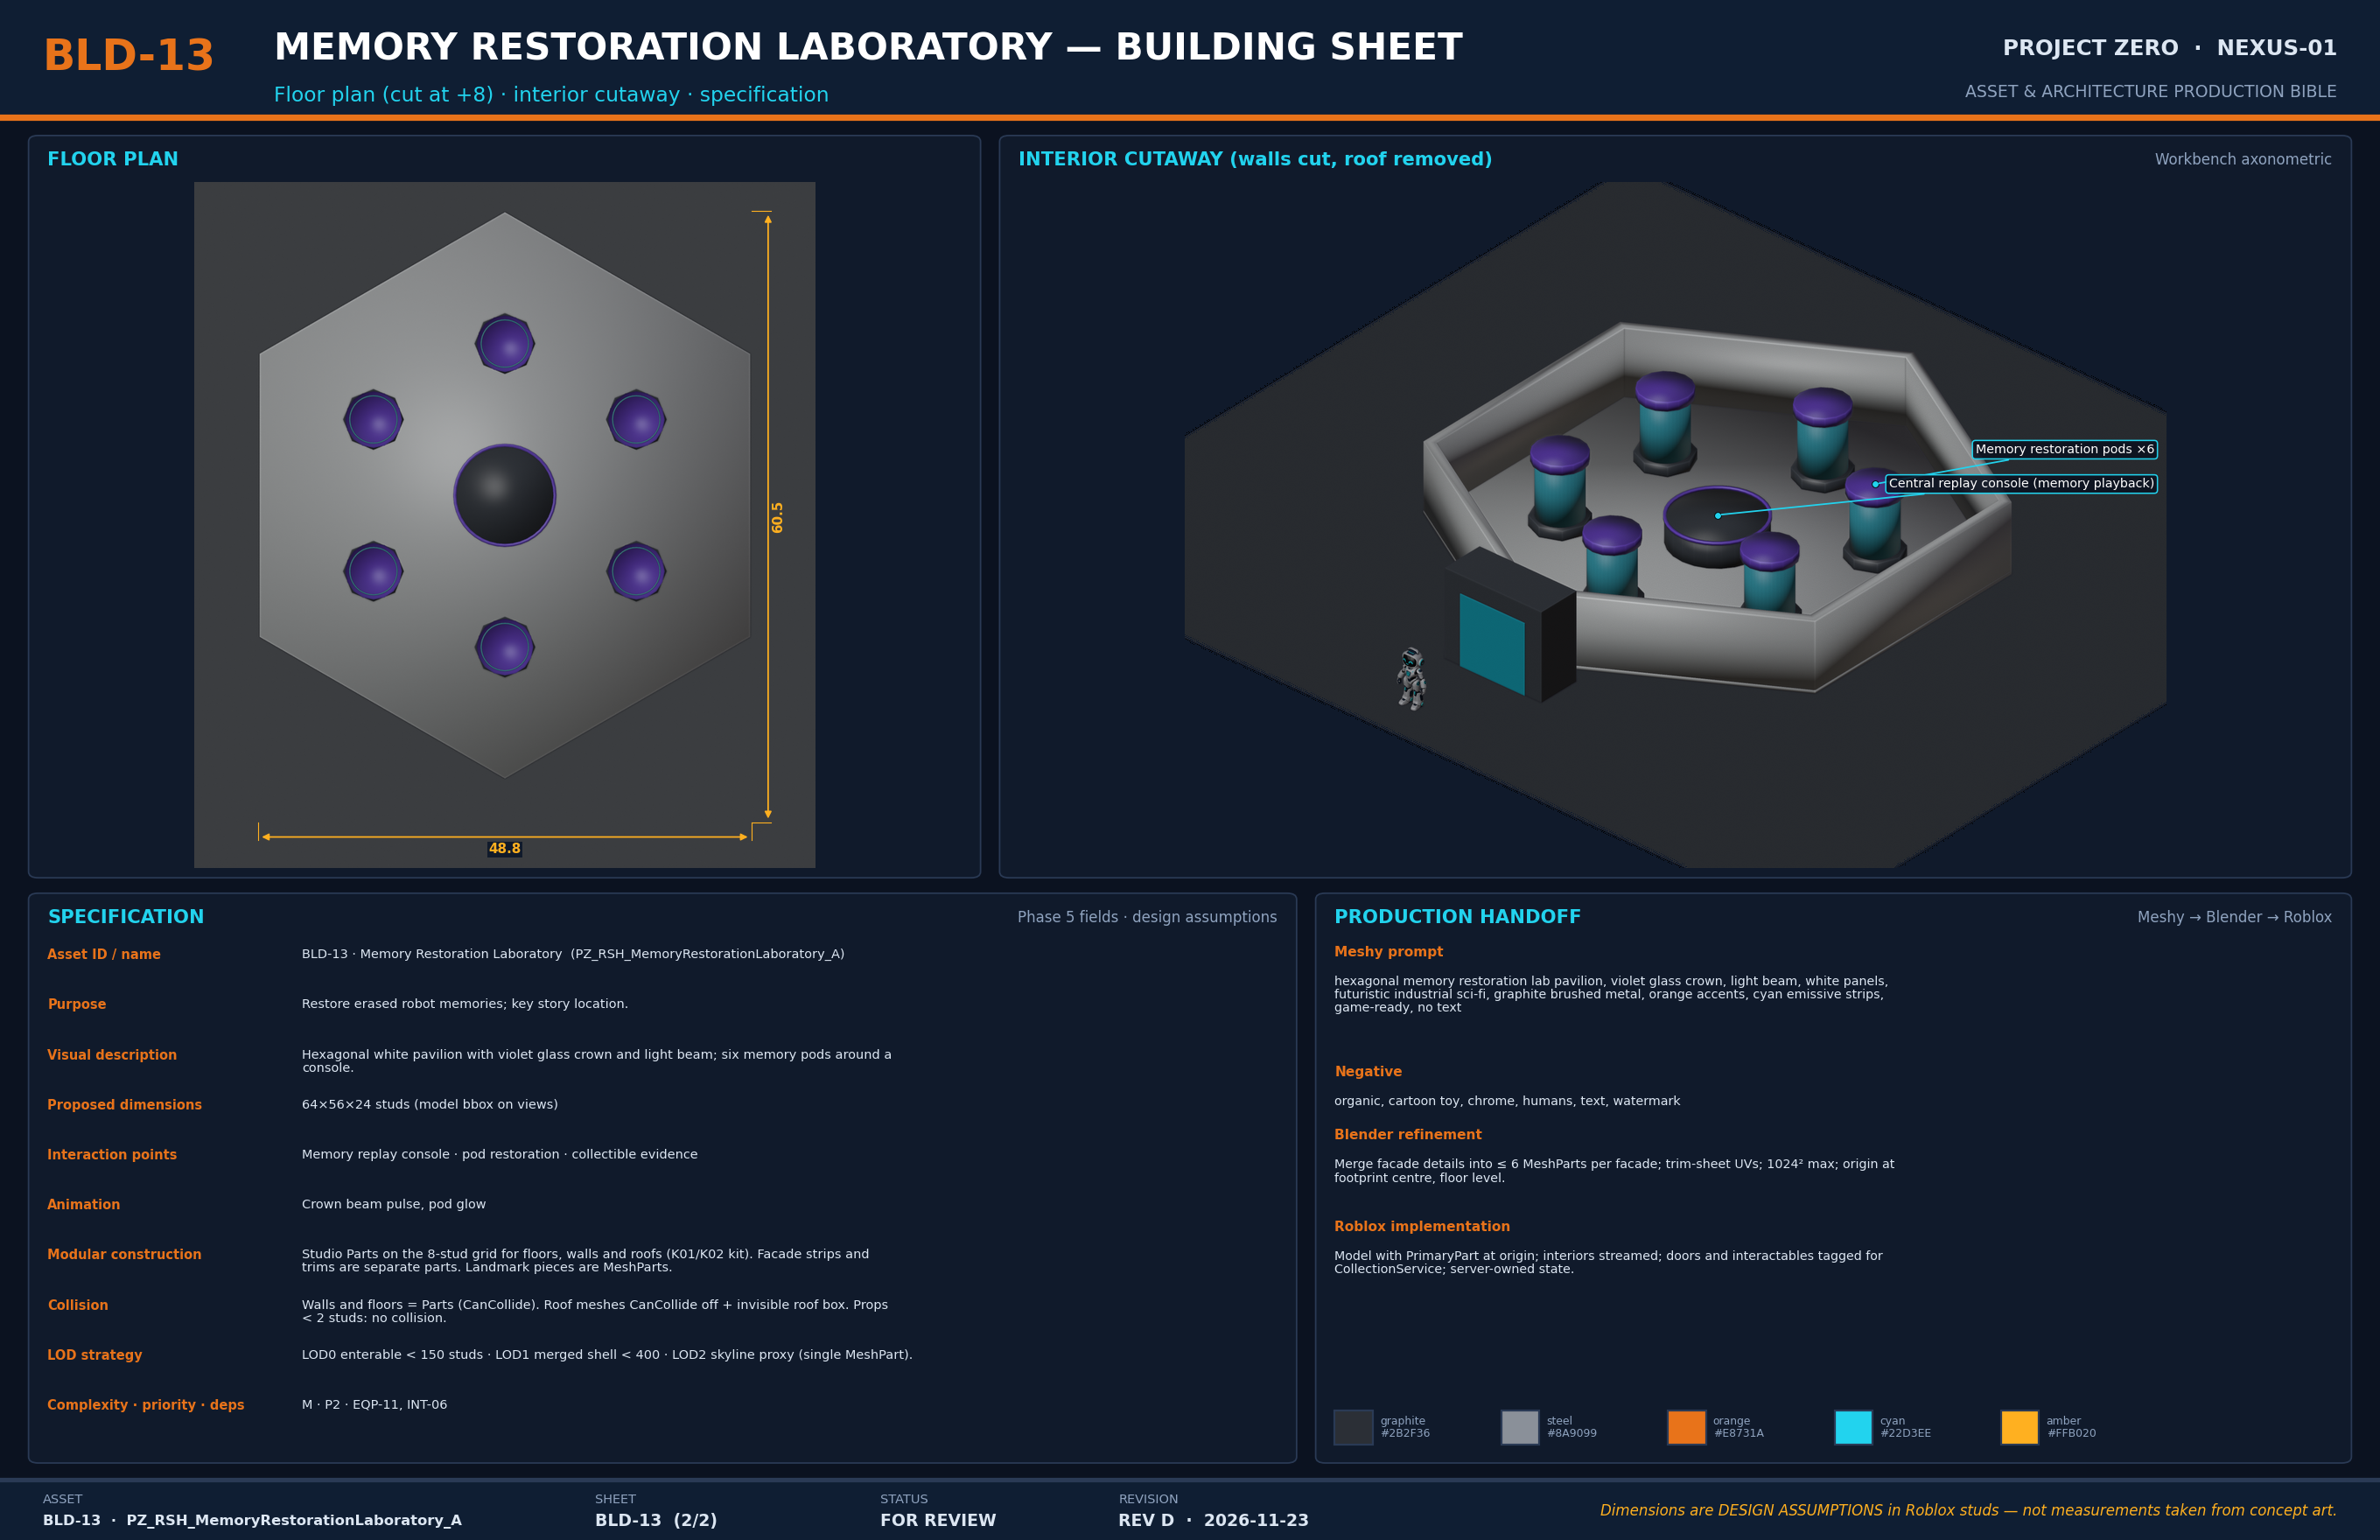 BLD-13
MEMORY RESTORATION LABORATORY — BUILDING SHEET
Floor plan (cut at +8) · interior cutaway · specification
PROJECT ZERO · NEXUS-01
ASSET & ARCHITECTURE PRODUCTION BIBLE
FLOOR PLAN
60.5
48.8
INTERIOR CUTAWAY (walls cut, roof removed)
Workbench axonometric
Memory restoration pods ×6
Central replay console (memory playback)
SPECIFICATION
Phase 5 fields · design assumptions
Asset ID / name
BLD-13 · Memory Restoration Laboratory (PZ_RSH_MemoryRestorationLaboratory_A)
Purpose
Restore erased robot memories; key story location.
Visual description
Hexagonal white pavilion with violet glass crown and light beam; six memory pods around a
console.
Proposed dimensions
64×56×24 studs (model bbox on views)
Interaction points
Memory replay console · pod restoration · collectible evidence
Animation
Crown beam pulse, pod glow
Modular construction
Studio Parts on the 8-stud grid for floors, walls and roofs (K01/K02 kit). Facade strips and
trims are separate parts. Landmark pieces are MeshParts.
Collision
Walls and floors = Parts (CanCollide). Roof meshes CanCollide off + invisible roof box. Props
< 2 studs: no collision.
LOD strategy
LOD0 enterable < 150 studs · LOD1 merged shell < 400 · LOD2 skyline proxy (single MeshPart).
Complexity · priority · deps
M · P2 · EQP-11, INT-06
PRODUCTION HANDOFF
Meshy → Blender → Roblox
Meshy prompt
hexagonal memory restoration lab pavilion, violet glass crown, light beam, white panels,
futuristic industrial sci-fi, graphite brushed metal, orange accents, cyan emissive strips,
game-ready, no text
Negative
organic, cartoon toy, chrome, humans, text, watermark
Blender refinement
Merge facade details into ≤ 6 MeshParts per facade; trim-sheet UVs; 1024² max; origin at
footprint centre, floor level.
Roblox implementation
Model with PrimaryPart at origin; interiors streamed; doors and interactables tagged for
CollectionService; server-owned state.
graphite
#2B2F36
steel
#8A9099
orange
#E8731A
cyan
#22D3EE
amber
#FFB020
ASSET
BLD-13 · PZ_RSH_MemoryRestorationLaboratory_A
SHEET
BLD-13 (2/2)
STATUS
FOR REVIEW
REVISION
REV D · 2026-11-23
Dimensions are DESIGN ASSUMPTIONS in Roblox studs — not measurements taken from concept art.